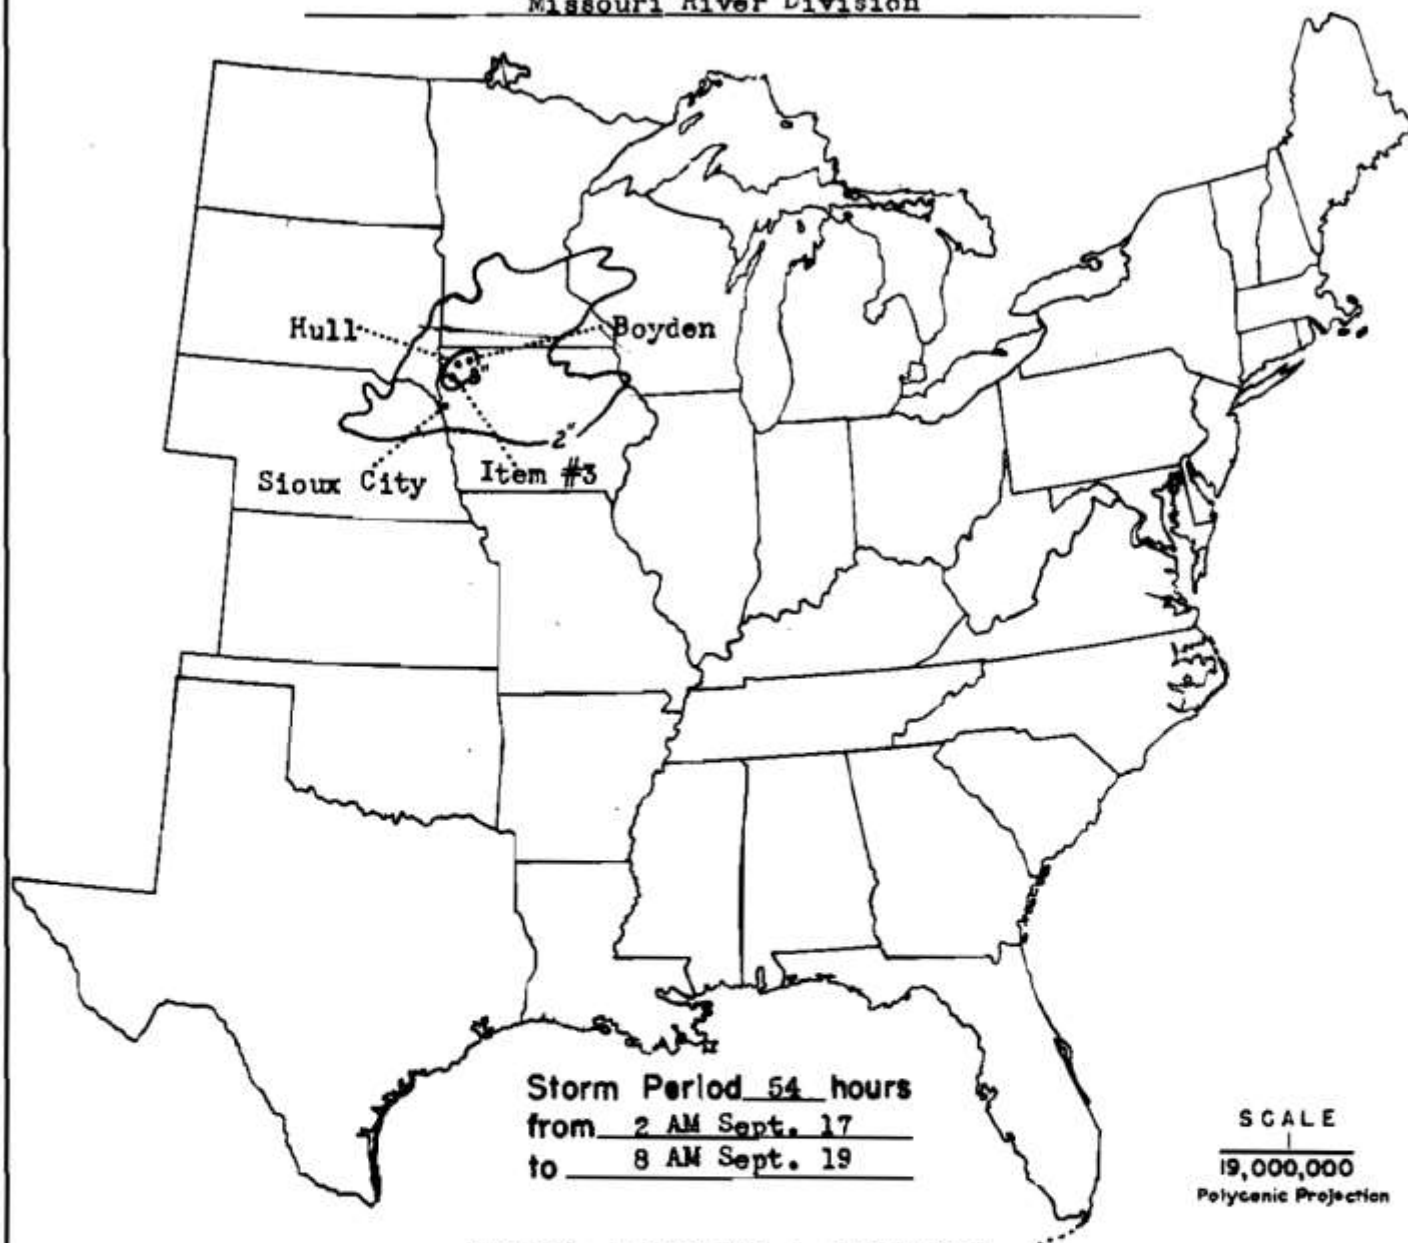 Missouri River Division
Hull
Boyden
8"
2"
Sioux City
Item #3
Storm Period 54 hours
from 2 AM Sept. 17
to 8 AM Sept. 19
SCALE
1
19,000,000
Polyconic Projection